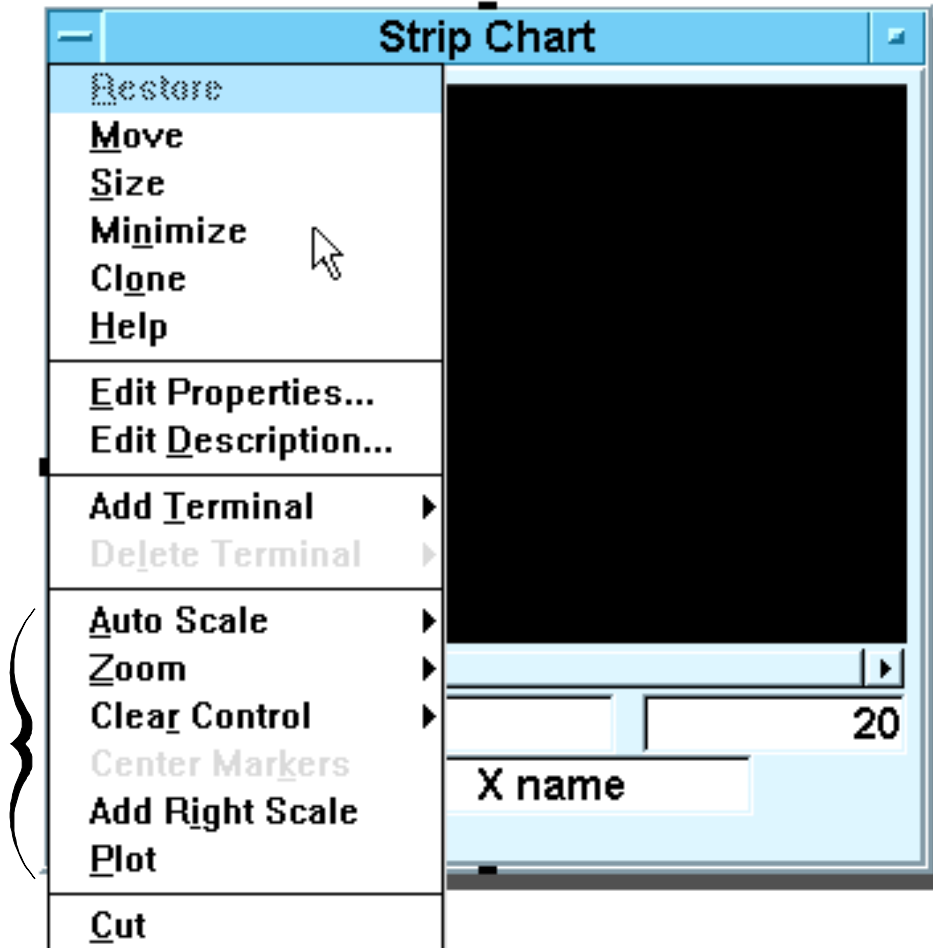 Strip Chart
Restore
Move
Size
Minimize
Clone
Help
Edit Properties...
Edit Description...
Add Terminal
Delete Terminal
Auto Scale
Zoom
Clear Control
20
Center Markers
X name
Add Right Scale
Plot
Cut